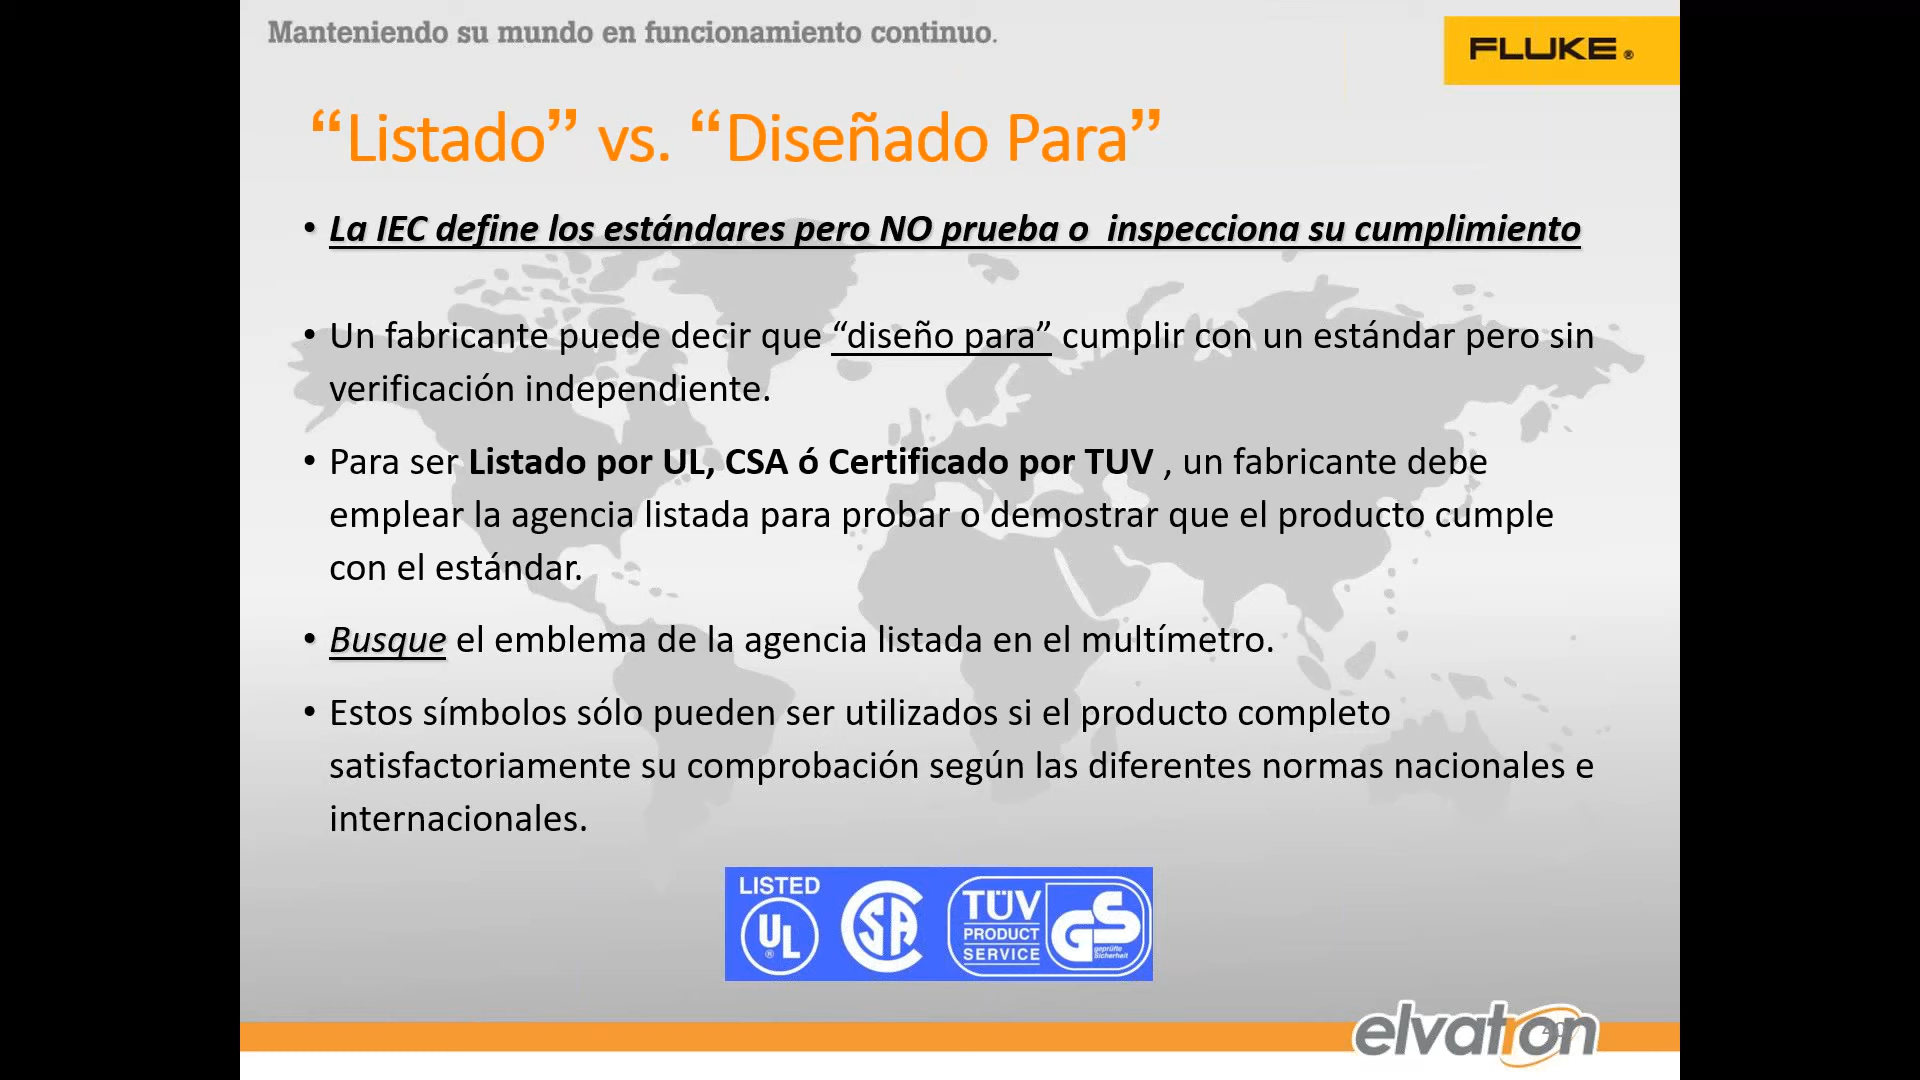 Manteniendo su mundo en funcionamiento continuo.
FLUKE ®
“Listado” vs. “Diseñado Para”
• La IEC define los estándares pero NO prueba o inspecciona su cumplimiento
• Un fabricante puede decir que “diseño para” cumplir con un estándar pero sin
verificación independiente.
• Para ser Listado por UL, CSA ó Certificado por TUV , un fabricante debe
emplear la agencia listada para probar o demostrar que el producto cumple
con el estándar.
• Busque el emblema de la agencia listada en el multímetro.
• Estos símbolos sólo pueden ser utilizados si el producto completo
satisfactoriamente su comprobación según las diferentes normas nacionales e
internacionales.
LISTED
UL ®
CSA
TÜV
PRODUCT
SERVICE
GS
geprüfte
Sicherheit
elvatron
40